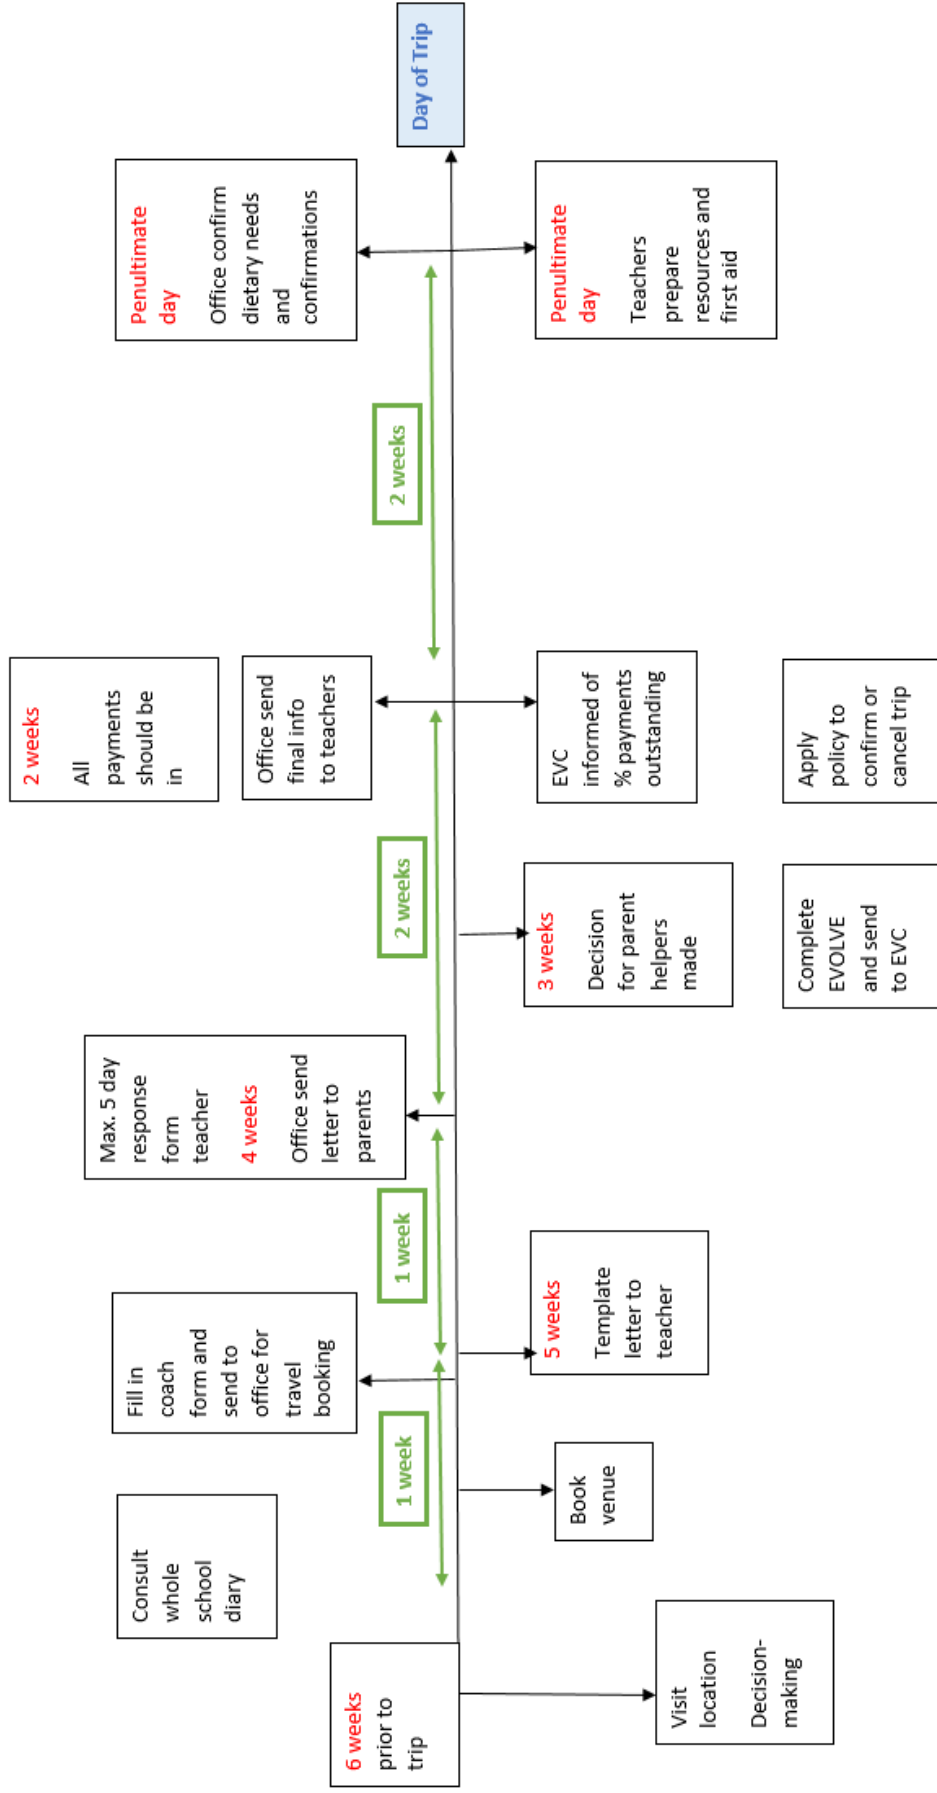 6 weeks
prior to
trip
Visit
location
Decision-
making
Consult
whole
school
diary
Book
venue
1 week
Fill in
coach
form and
send to
office for
travel
booking
5 weeks
Template
letter to
teacher
1 week
Max. 5 day
response
form
teacher
4 weeks
Office send
letter to
parents
2 weeks
3 weeks
Decision
for parent
helpers
made
Complete
EVOLVE
and send
to EVC
2 weeks
All
payments
should be
in
Office send
final info
to teachers
EVC
informed of
% payments
outstanding
Apply
policy to
confirm or
cancel trip
2 weeks
Penultimate
day
Office confirm
dietary needs
and
confirmations
Penultimate
day
Teachers
prepare
resources and
first aid
Day of Trip